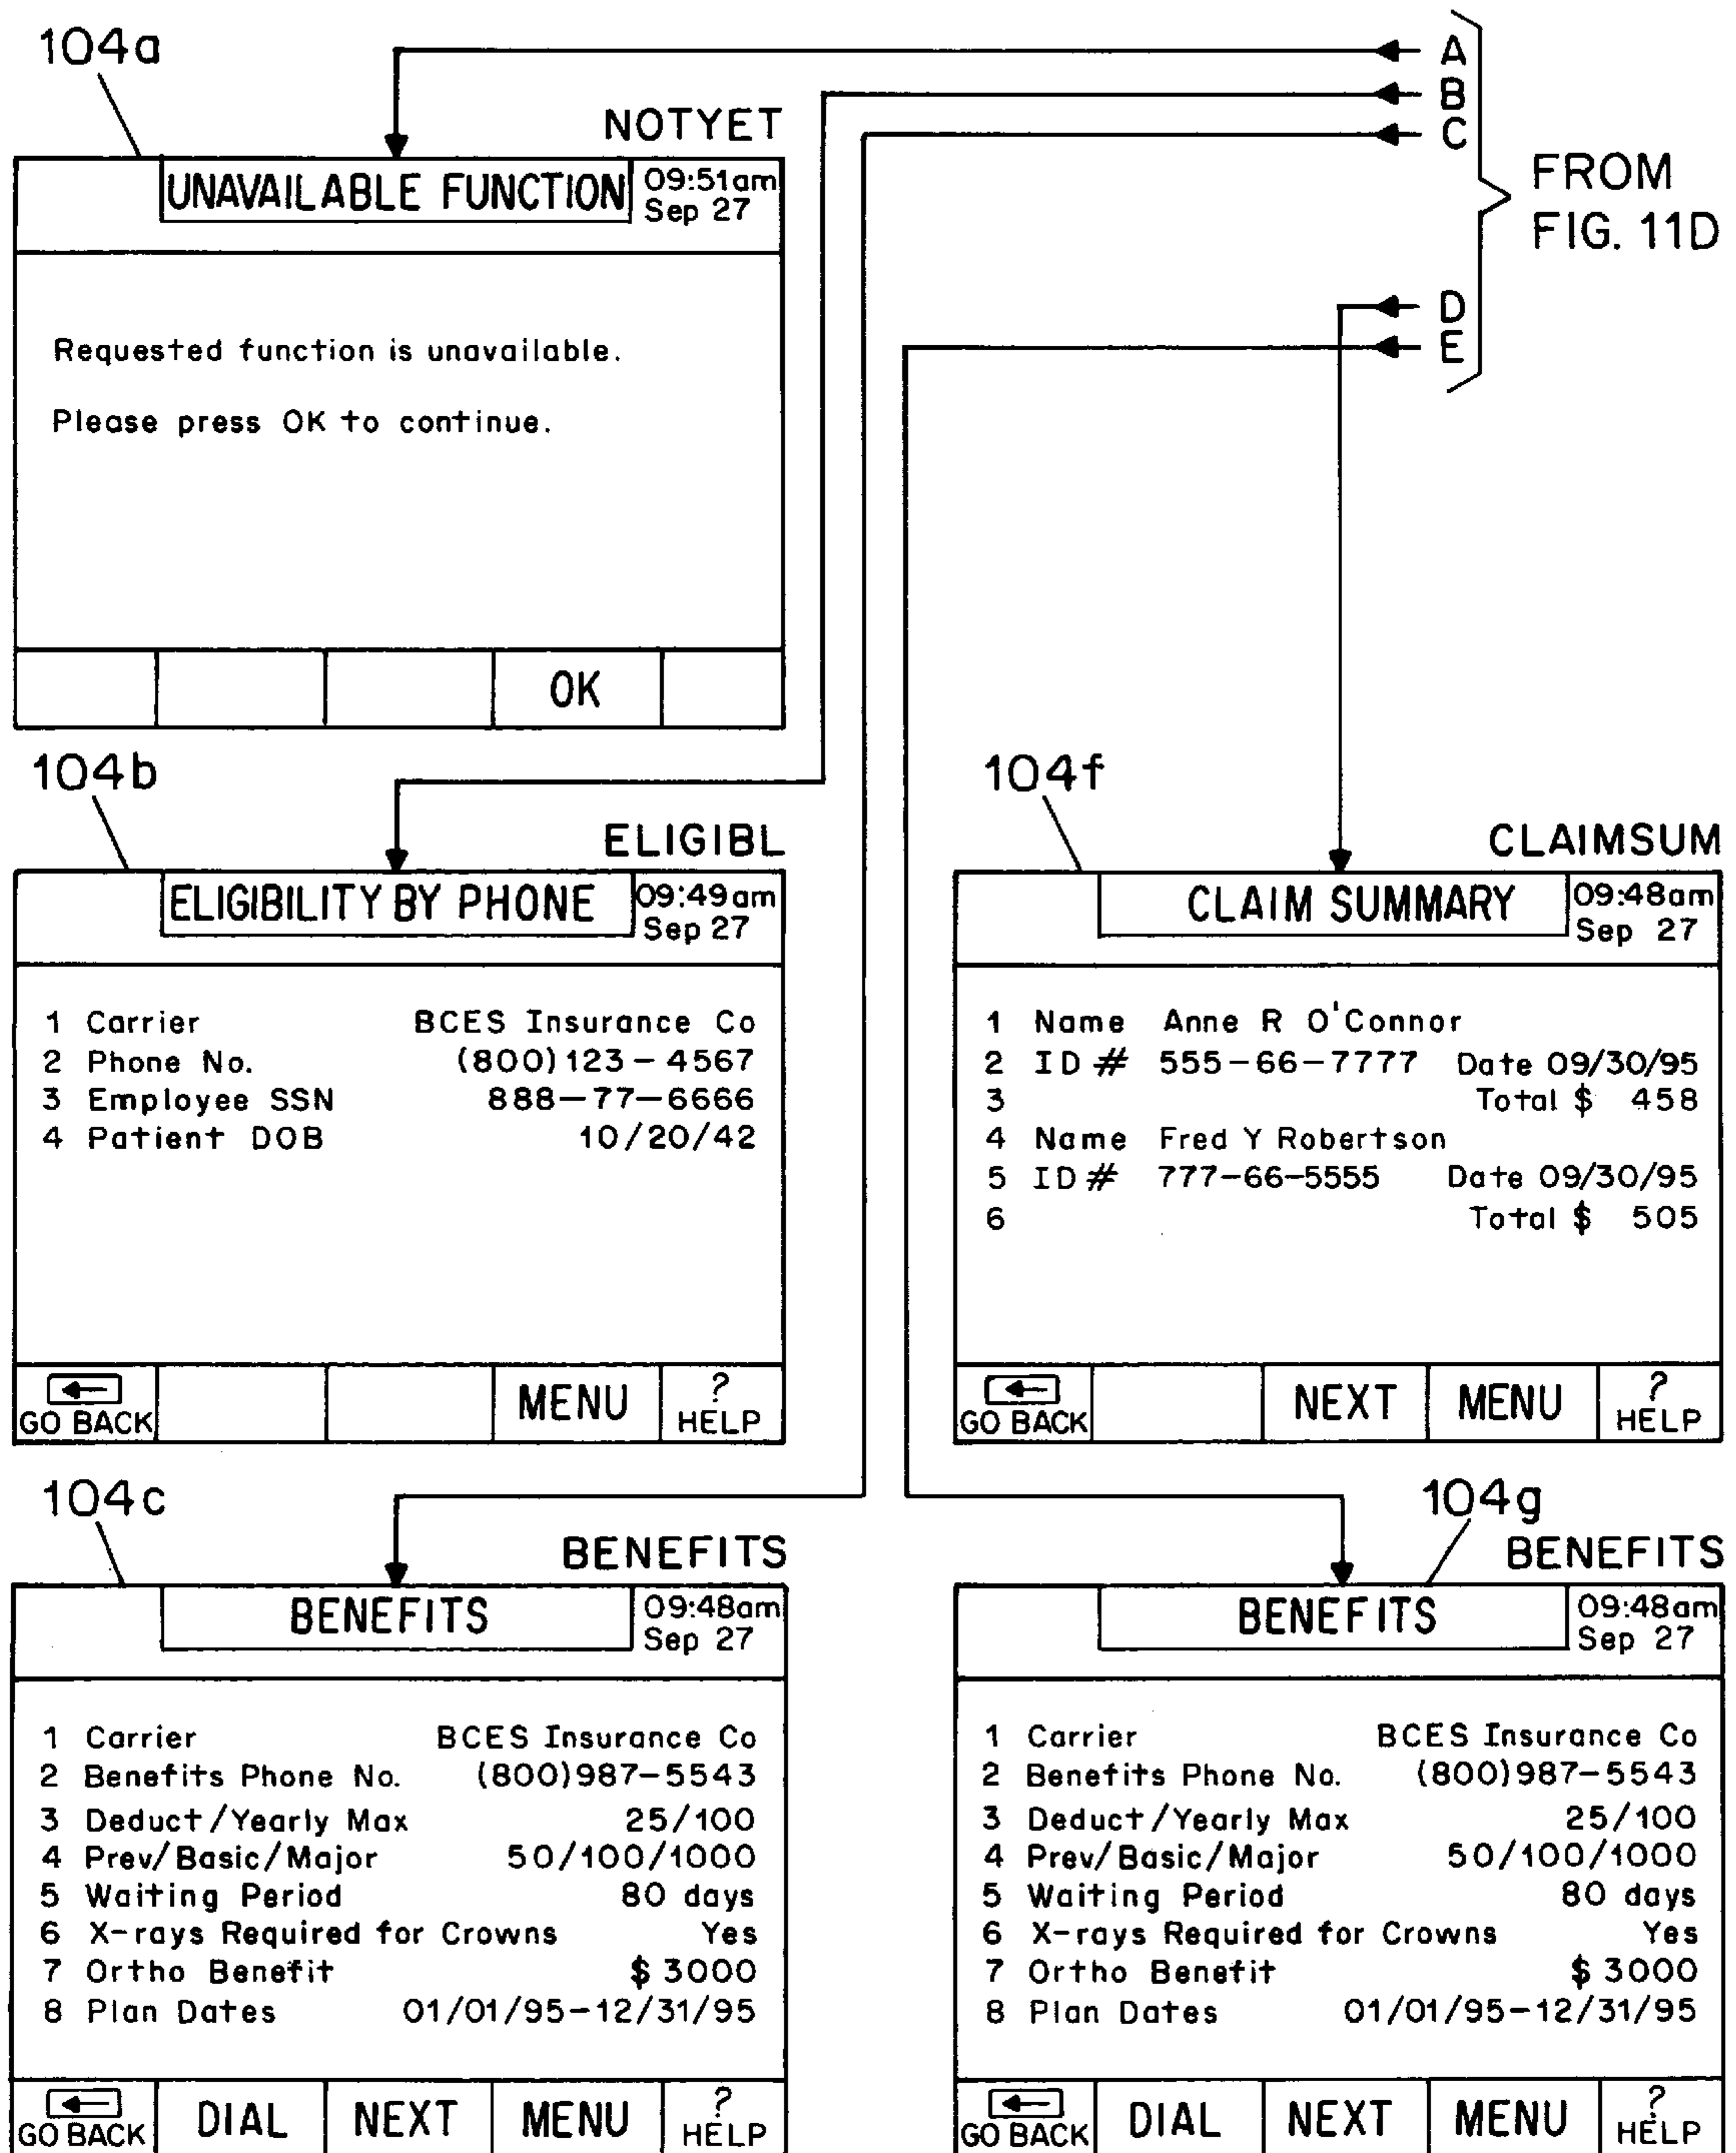 104a
A
B
C
FROM
FIG. 11D
D
E
NOTYET
UNAVAILABLE FUNCTION 09:51am
Sep 27
Requested function is unavailable.
Please press OK to continue.
OK
104b
ELIGIBL
ELIGIBILITY BY PHONE 09:49am
Sep 27
1 Carrier BCES Insurance Co
2 Phone No. (800)123-4567
3 Employee SSN 888-77-6666
4 Patient DOB 10/20/42
GO BACK MENU ? HELP
104f
CLAIMSUM
CLAIM SUMMARY 09:48am
Sep 27
1 Name Anne R O'Connor
2 ID # 555-66-7777 Date 09/30/95
3 Total $ 458
4 Name Fred Y Robertson
5 ID # 777-66-5555 Date 09/30/95
6 Total $ 505
GO BACK NEXT MENU ? HELP
104c
BENEFITS
BENEFITS 09:48am
Sep 27
1 Carrier BCES Insurance Co
2 Benefits Phone No. (800)987-5543
3 Deduct/Yearly Max 25/100
4 Prev/Basic/Major 50/100/1000
5 Waiting Period 80 days
6 X-rays Required for Crowns Yes
7 Ortho Benefit $ 3000
8 Plan Dates 01/01/95-12/31/95
GO BACK DIAL NEXT MENU ? HELP
104g
BENEFITS
BENEFITS 09:48am
Sep 27
1 Carrier BCES Insurance Co
2 Benefits Phone No. (800)987-5543
3 Deduct/Yearly Max 25/100
4 Prev/Basic/Major 50/100/1000
5 Waiting Period 80 days
6 X-rays Required for Crowns Yes
7 Ortho Benefit $ 3000
8 Plan Dates 01/01/95-12/31/95
GO BACK DIAL NEXT MENU ? HELP